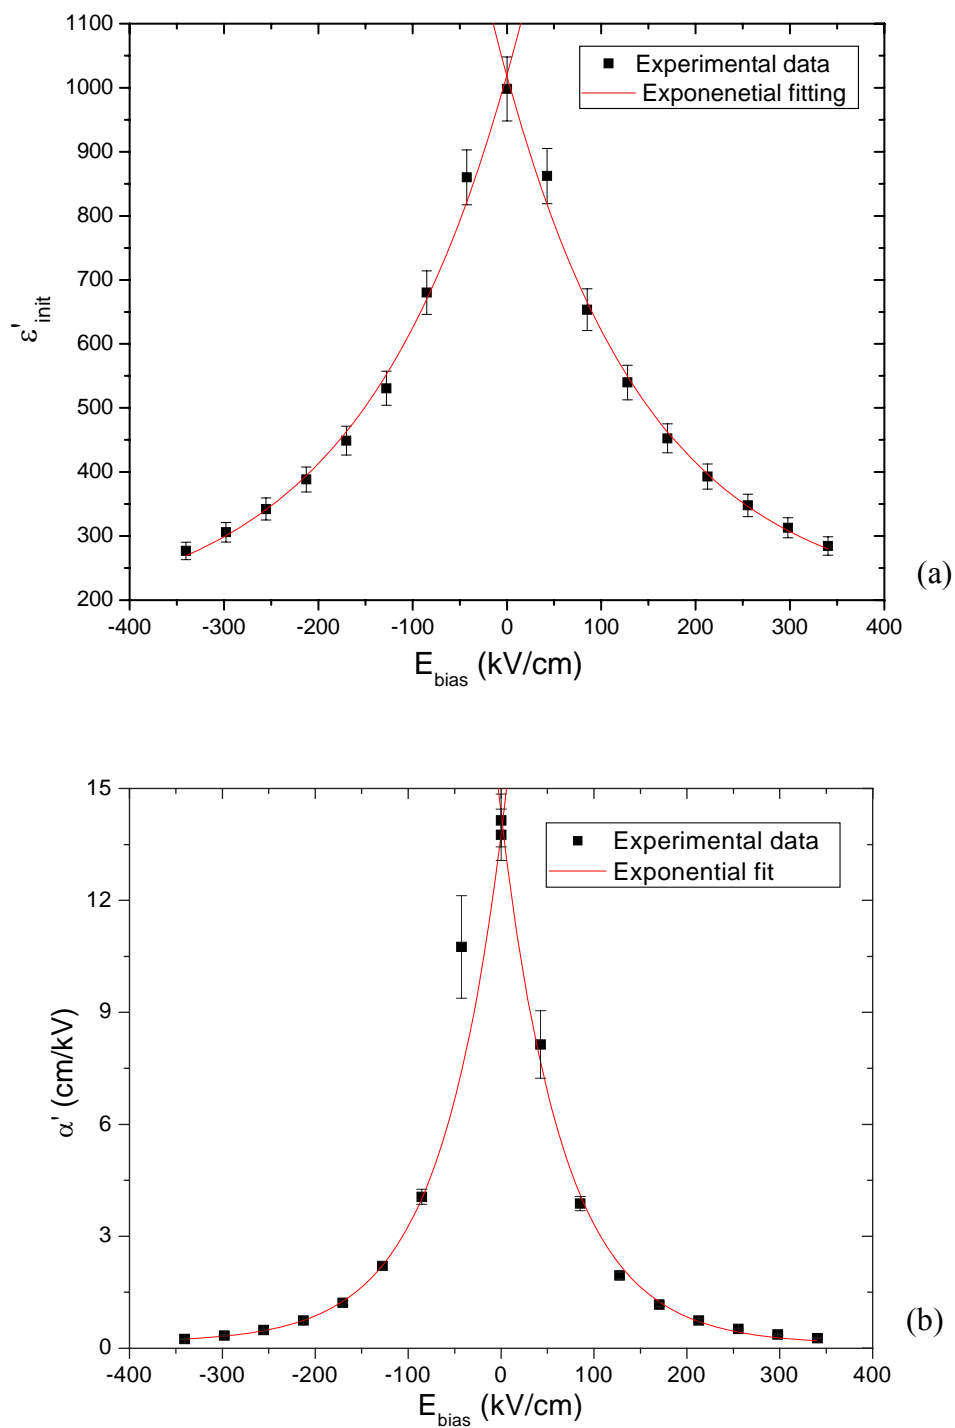 1100
1000
900
800
700
600
500
400
300
200
ε'init
Experimental data
Exponenetial fitting
-400 -300 -200 -100 0 100 200 300 400
Ebias (kV/cm)
(a)
15
12
9
6
3
0
α' (cm/kV)
Experimental data
Exponential fit
-400 -300 -200 -100 0 100 200 300 400
Ebias (kV/cm)
(b)